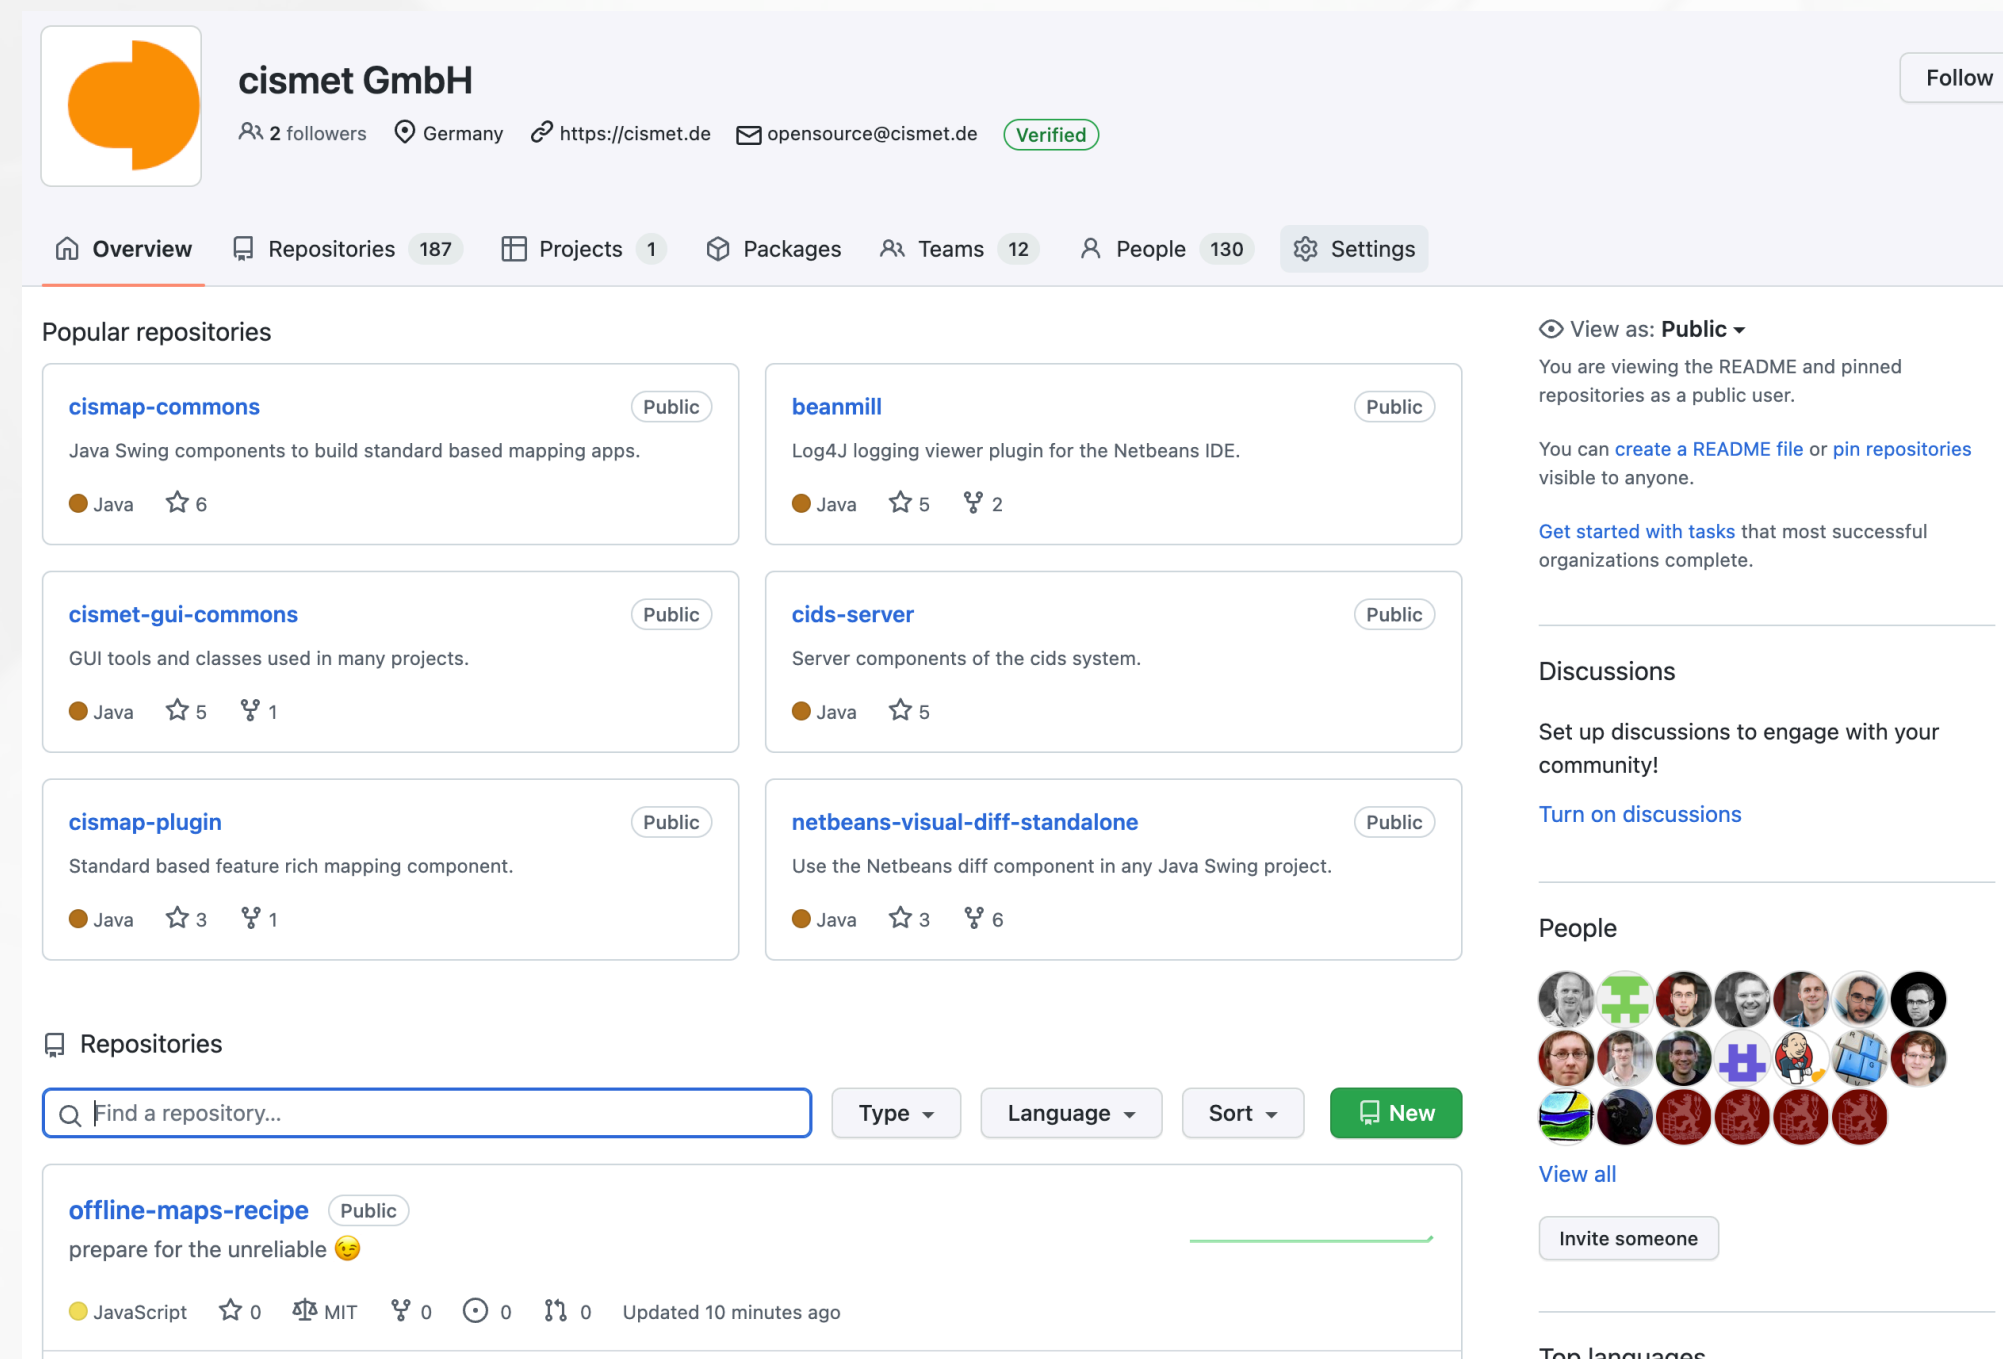 cismet GmbH
2 followers Germany https://cismet.de opensource@cismet.de Verified
Follow
Overview Repositories 187 Projects 1 Packages Teams 12 People 130 Settings
Popular repositories
cismap-commons Public
Java Swing components to build standard based mapping apps.
Java 6
beanmill Public
Log4J logging viewer plugin for the Netbeans IDE.
Java 5 2
cismet-gui-commons Public
GUI tools and classes used in many projects.
Java 5 1
cids-server Public
Server components of the cids system.
Java 5
cismap-plugin Public
Standard based feature rich mapping component.
Java 3 1
netbeans-visual-diff-standalone Public
Use the Netbeans diff component in any Java Swing project.
Java 3 6
Repositories
Find a repository...
Type Language Sort New
offline-maps-recipe Public
prepare for the unreliable 😉
JavaScript 0 MIT 0 0 0 Updated 10 minutes ago
View as: Public
You are viewing the README and pinned
repositories as a public user.
You can create a README file or pin repositories
visible to anyone.
Get started with tasks that most successful
organizations complete.
Discussions
Set up discussions to engage with your
community!
Turn on discussions
People
View all
Invite someone
Top languages